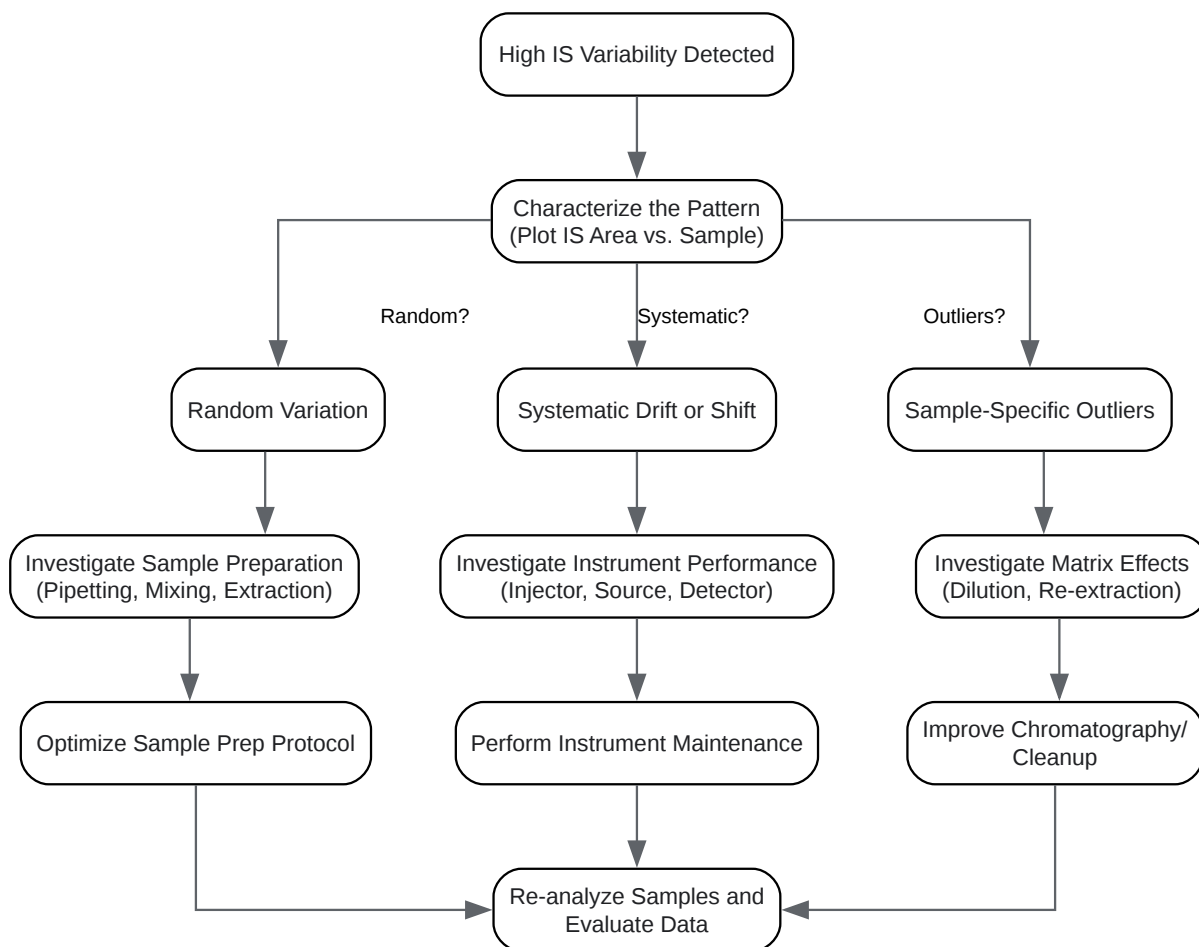 High IS Variability Detected
Characterize the Pattern
(Plot IS Area vs. Sample)
Random?
Systematic?
Outliers?
Random Variation
Systematic Drift or Shift
Sample-Specific Outliers
Investigate Sample Preparation
(Pipetting, Mixing, Extraction)
Investigate Instrument Performance
(Injector, Source, Detector)
Investigate Matrix Effects
(Dilution, Re-extraction)
Optimize Sample Prep Protocol
Perform Instrument Maintenance
Improve Chromatography/
Cleanup
Re-analyze Samples and
Evaluate Data